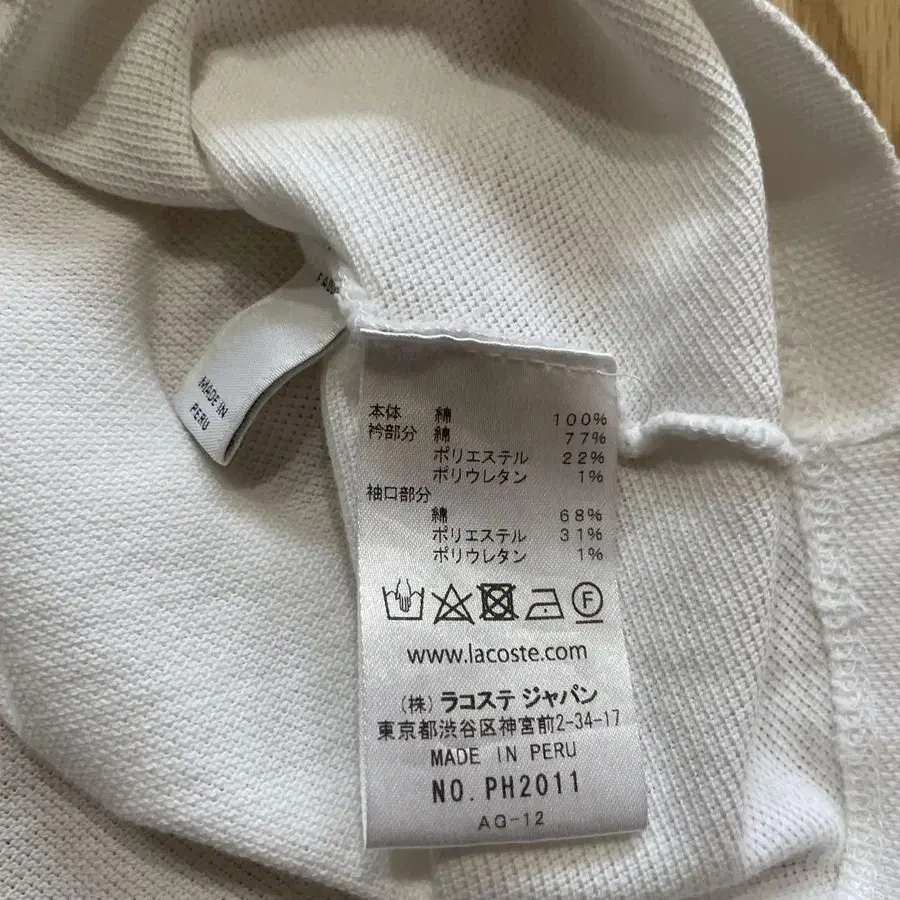 MADE IN
PERU
本体 綿 100%
衿部分 綿 77%
ポリエステル 22%
ポリウレタン 1%
袖口部分
綿 68%
ポリエステル 31%
ポリウレタン 1%
F
www.lacoste.com
(株) ラコステ ジャパン
東京都渋谷区神宮前2-34-17
MADE IN PERU
NO. PH2011
AG-12